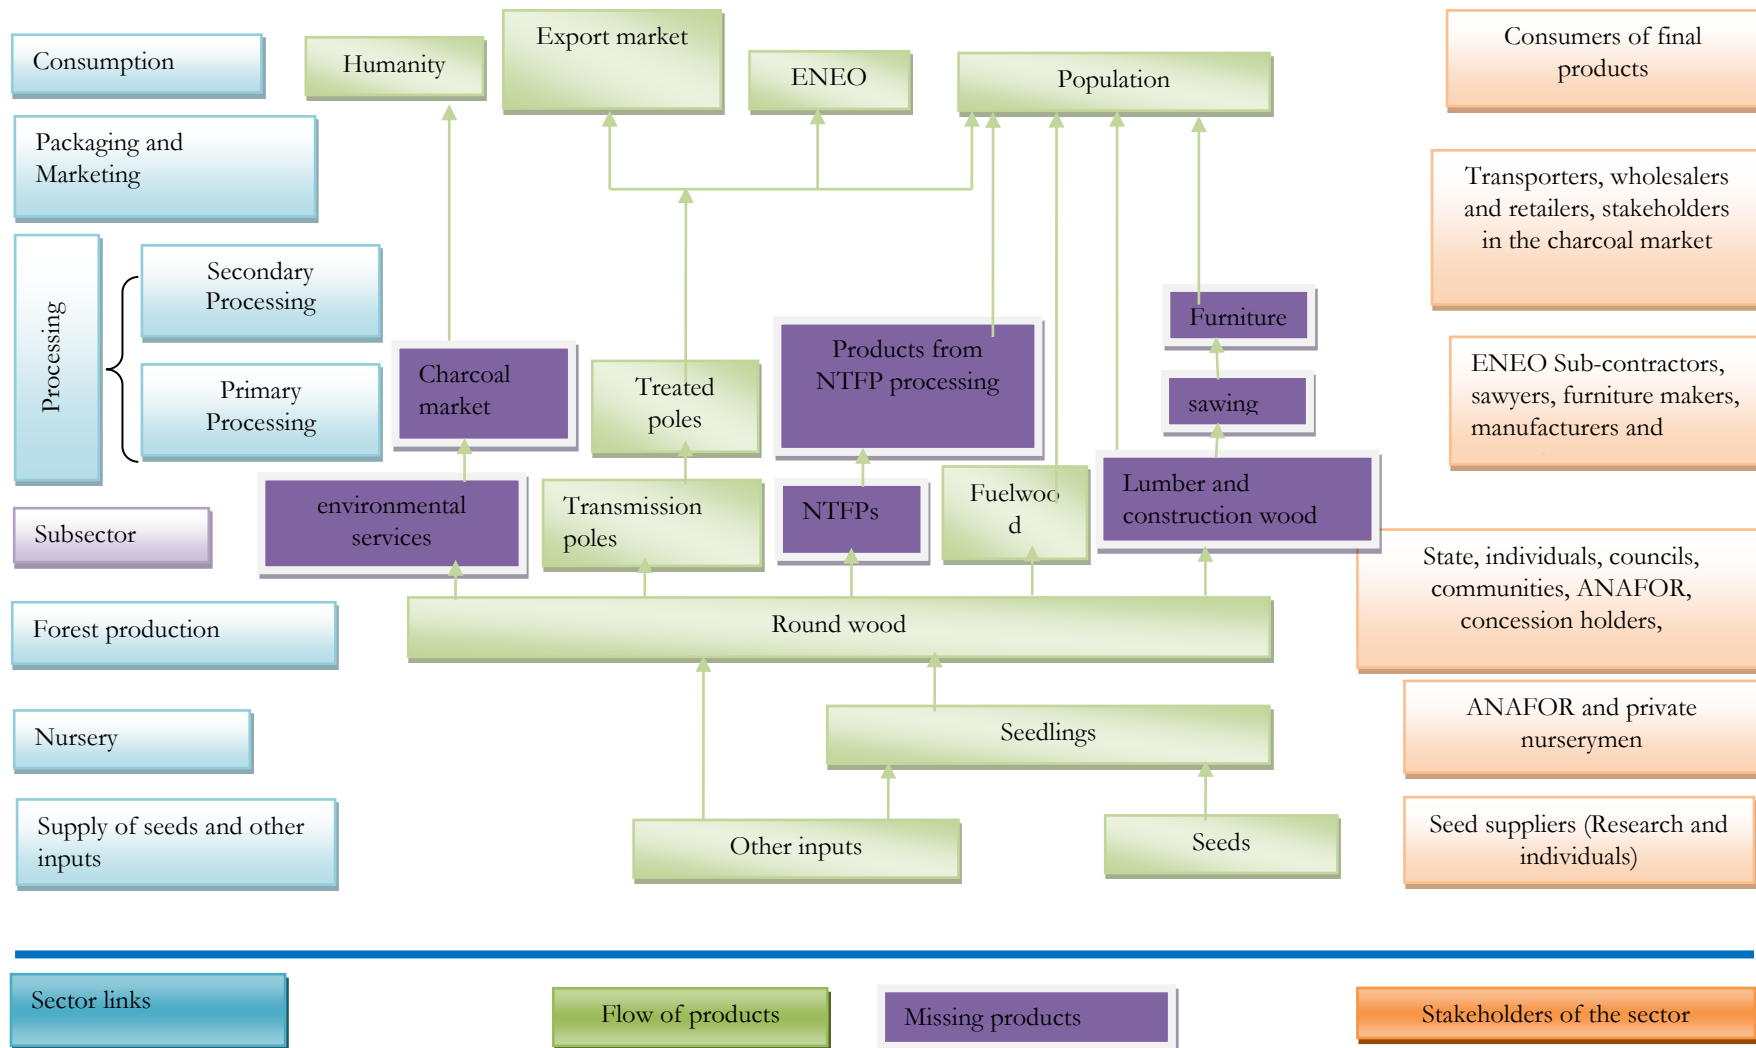 Consumption
Humanity
Export market
ENEO
Population
Consumers of final
products
Packaging and
Marketing
Transporters, wholesalers
and retailers, stakeholders
in the charcoal market
Processing
Secondary
Processing
Primary
Processing
Charcoal
market
Treated
poles
Products from
NTFP processing
Furniture
sawing
ENEO Sub-contractors,
sawyers, furniture makers,
manufacturers and
Subsector
environmental
services
Transmission
poles
NTFPs
Fuelwoo
d
Lumber and
construction wood
State, individuals, councils,
communities, ANAFOR,
concession holders,
Forest production
Round wood
Nursery
Seedlings
ANAFOR and private
nurserymen
Supply of seeds and other
inputs
Other inputs
Seeds
Seed suppliers (Research and
individuals)
Sector links
Flow of products
Missing products
Stakeholders of the sector